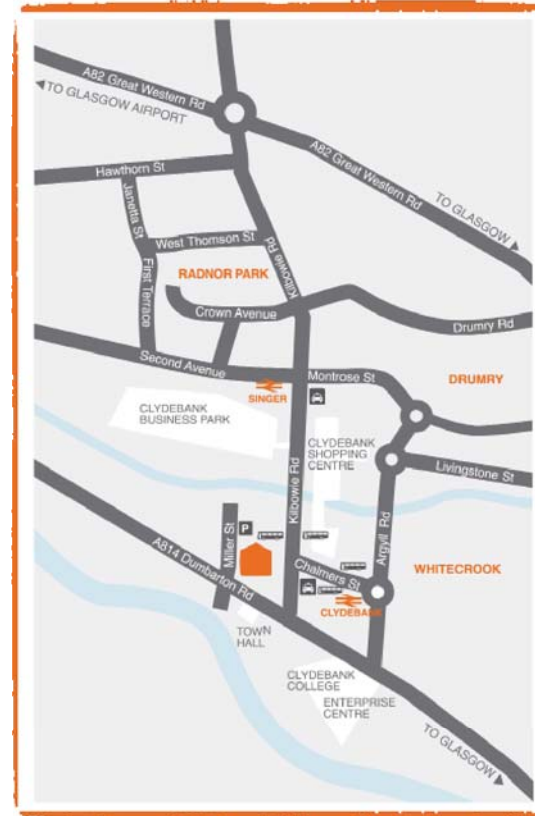 A82 Great Western Rd
TO GLASGOW AIRPORT
A82 Great Western Rd
TO GLASGOW
Hawthorn St
Janetta St
West Thomson St
Kilbowie Rd
First Terrace
RADNOR PARK
Crown Avenue
Drumry Rd
Second Avenue
Montrose St
DRUMRY
SINGER
CLYDEBANK
BUSINESS PARK
CLYDEBANK
SHOPPING
CENTRE
Livingstone St
Kilbowie Rd
Argyll Rd
Miller St
P
A814 Dumbarton Rd
Chalmers St
WHITECROOK
CLYDEBANK
TOWN
HALL
CLYDEBANK
COLLEGE
ENTERPRISE
CENTRE
TO GLASGOW